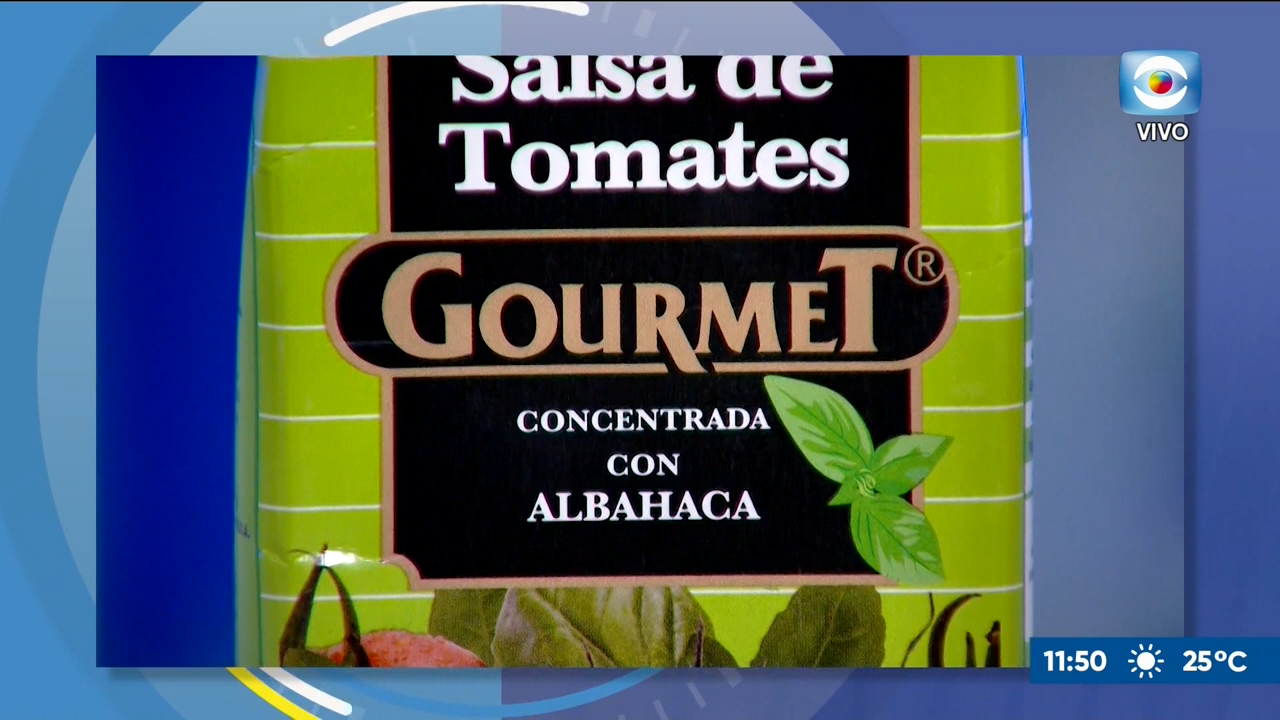 Salsa de
Tomates
GOURMET®
CONCENTRADA
CON
ALBAHACA
VIVO
11:50 25°C